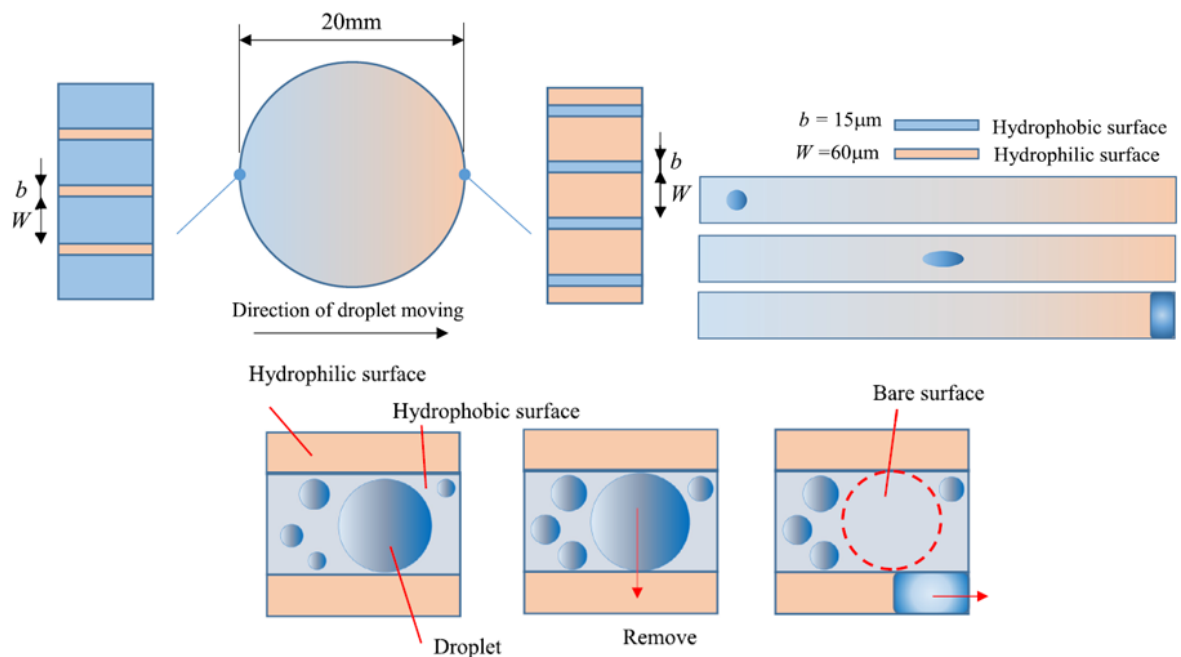 20mm
b = 15μm
Hydrophobic surface
W =60μm
Hydrophilic surface
b
W
b
W
Direction of droplet moving
Hydrophilic surface
Hydrophobic surface
Bare surface
Remove
Droplet